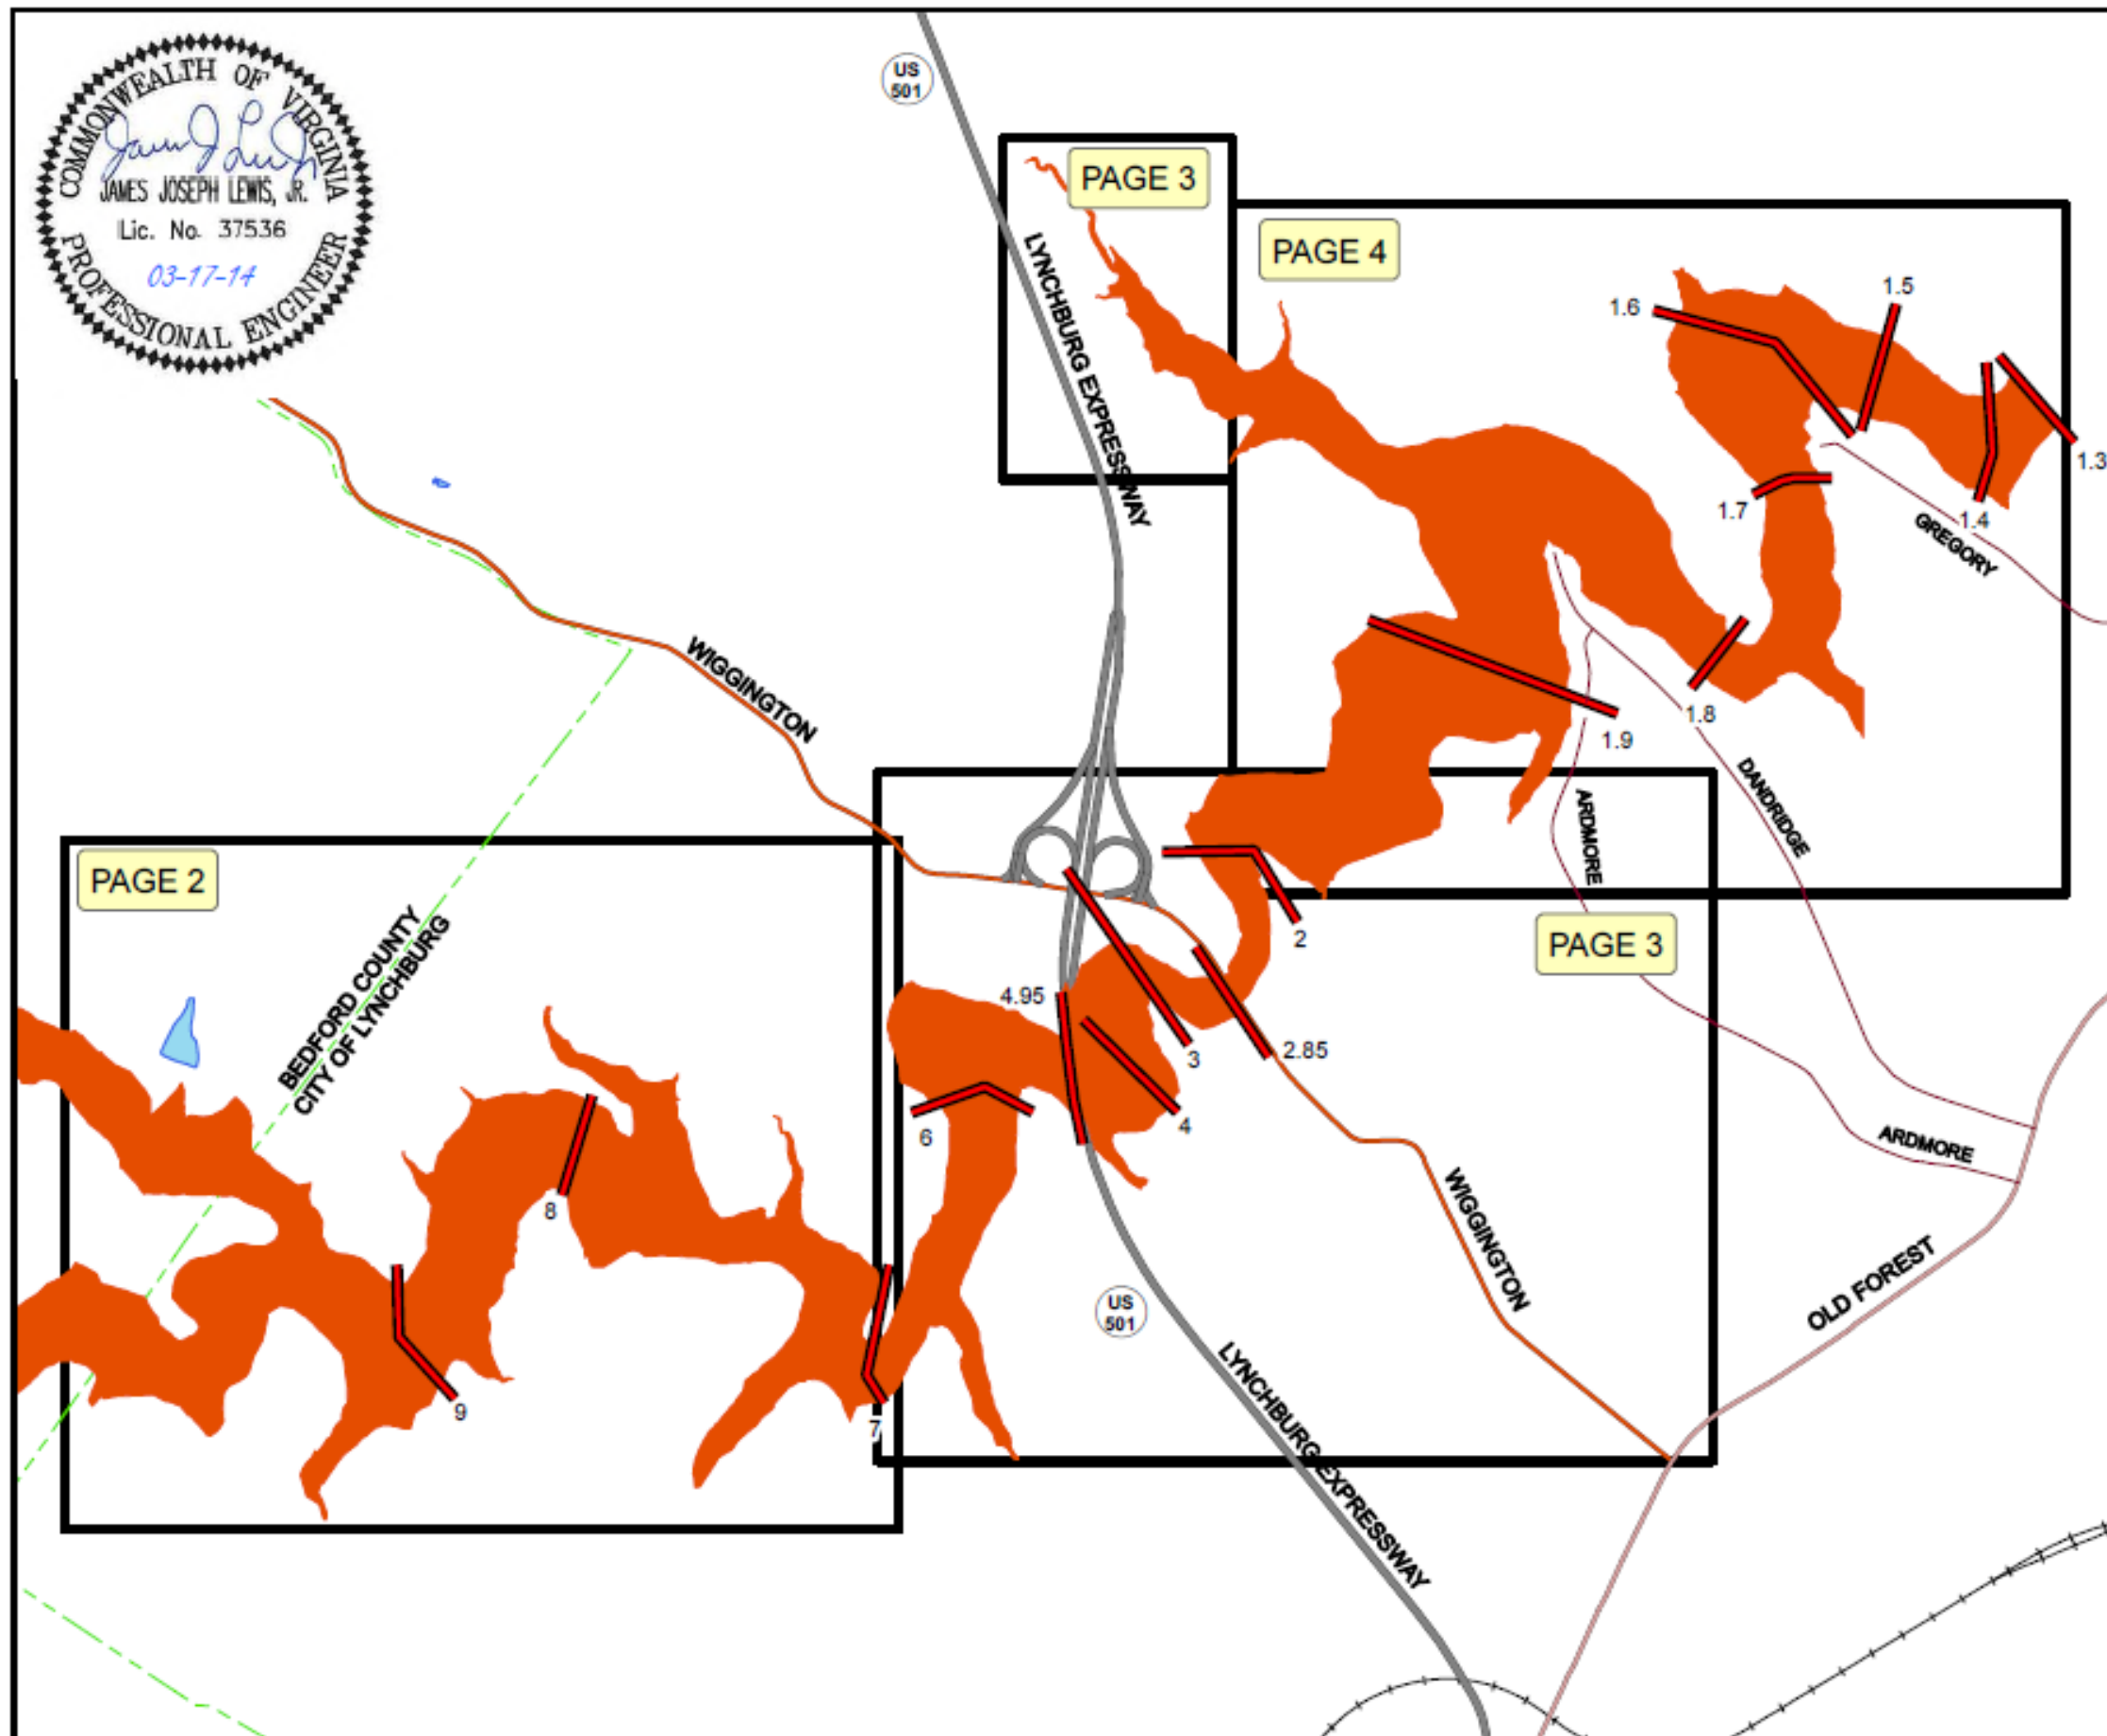 COMMONWEALTH OF VIRGINIA
JAMES JOSEPH LEWIS, JR.
Lic. No. 37536
03-17-14
PROFESSIONAL ENGINEER
US
501
PAGE 3
LYNCHBURG EXPRESSWAY
PAGE 4
1.6
1.5
1.3
1.7
1.4
GREGORY
WIGGINGTON
1.8
1.9
DANDRIDGE
ARDMORE
PAGE 2
2
PAGE 3
BEDFORD COUNTY
CITY OF LYNCHBURG
4.95
3
2.85
6
4
ARDMORE
8
WIGGINGTON
OLD FOREST
US
501
9
7
LYNCHBURG EXPRESSWAY